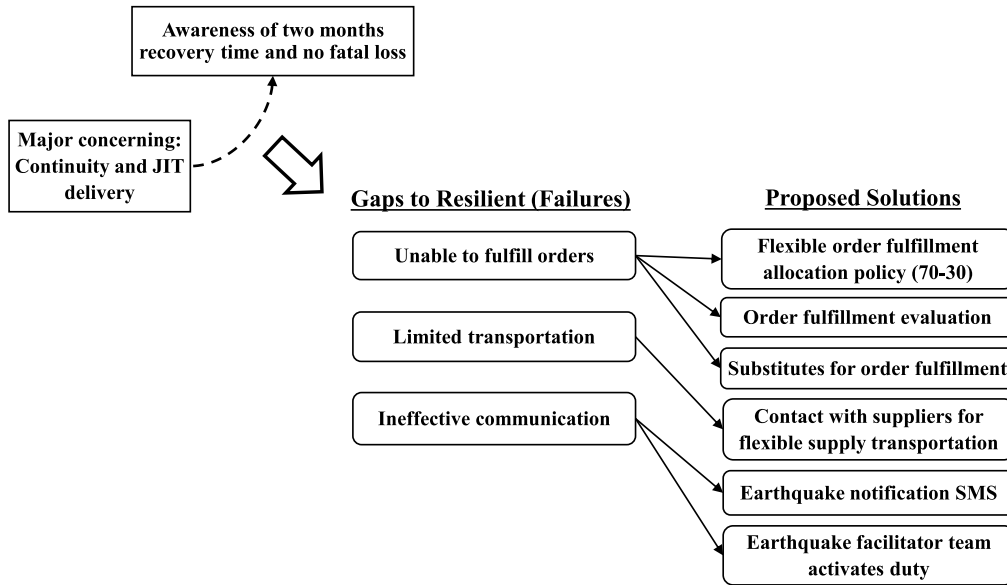 Awareness of two months
recovery time and no fatal loss
Major concerning:
Continuity and JIT
delivery
Gaps to Resilient (Failures)
Proposed Solutions
Unable to fulfill orders
Flexible order fulfillment
allocation policy (70-30)
Order fulfillment evaluation
Limited transportation
Substitutes for order fulfillment
Ineffective communication
Contact with suppliers for
flexible supply transportation
Earthquake notification SMS
Earthquake facilitator team
activates duty